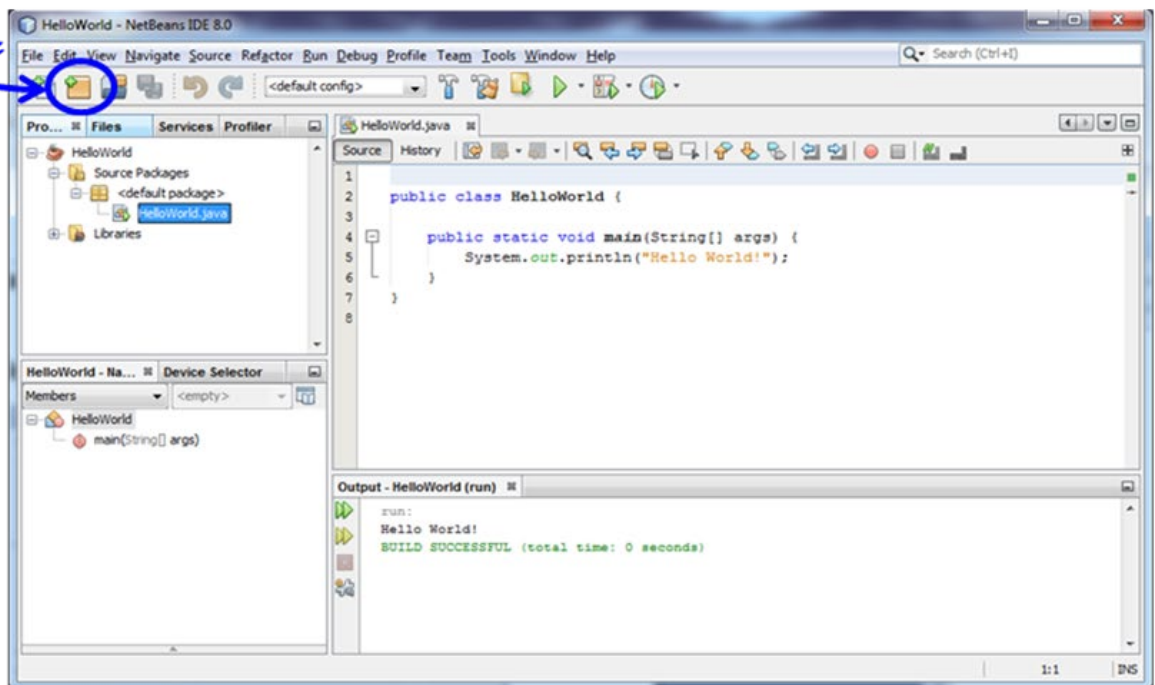 HelloWorld - NetBeans IDE 8.0
File Edit View Navigate Source Refactor Run Debug Profile Team Tools Window Help
Search (Ctrl+I)
<default config>
Pro... Files Services Profiler
HelloWorld
Source Packages
<default package>
HelloWorld.java
Libraries
HelloWorld.java
Source History
1
2 public class HelloWorld {
3
4 public static void main(String[] args) {
5 System.out.println("Hello World!");
6 }
7 }
8
HelloWorld - Na... Device Selector
Members <empty>
HelloWorld
main(String[] args)
Output - HelloWorld (run)
run:
Hello World!
BUILD SUCCESSFUL (total time: 0 seconds)
1:1 INS